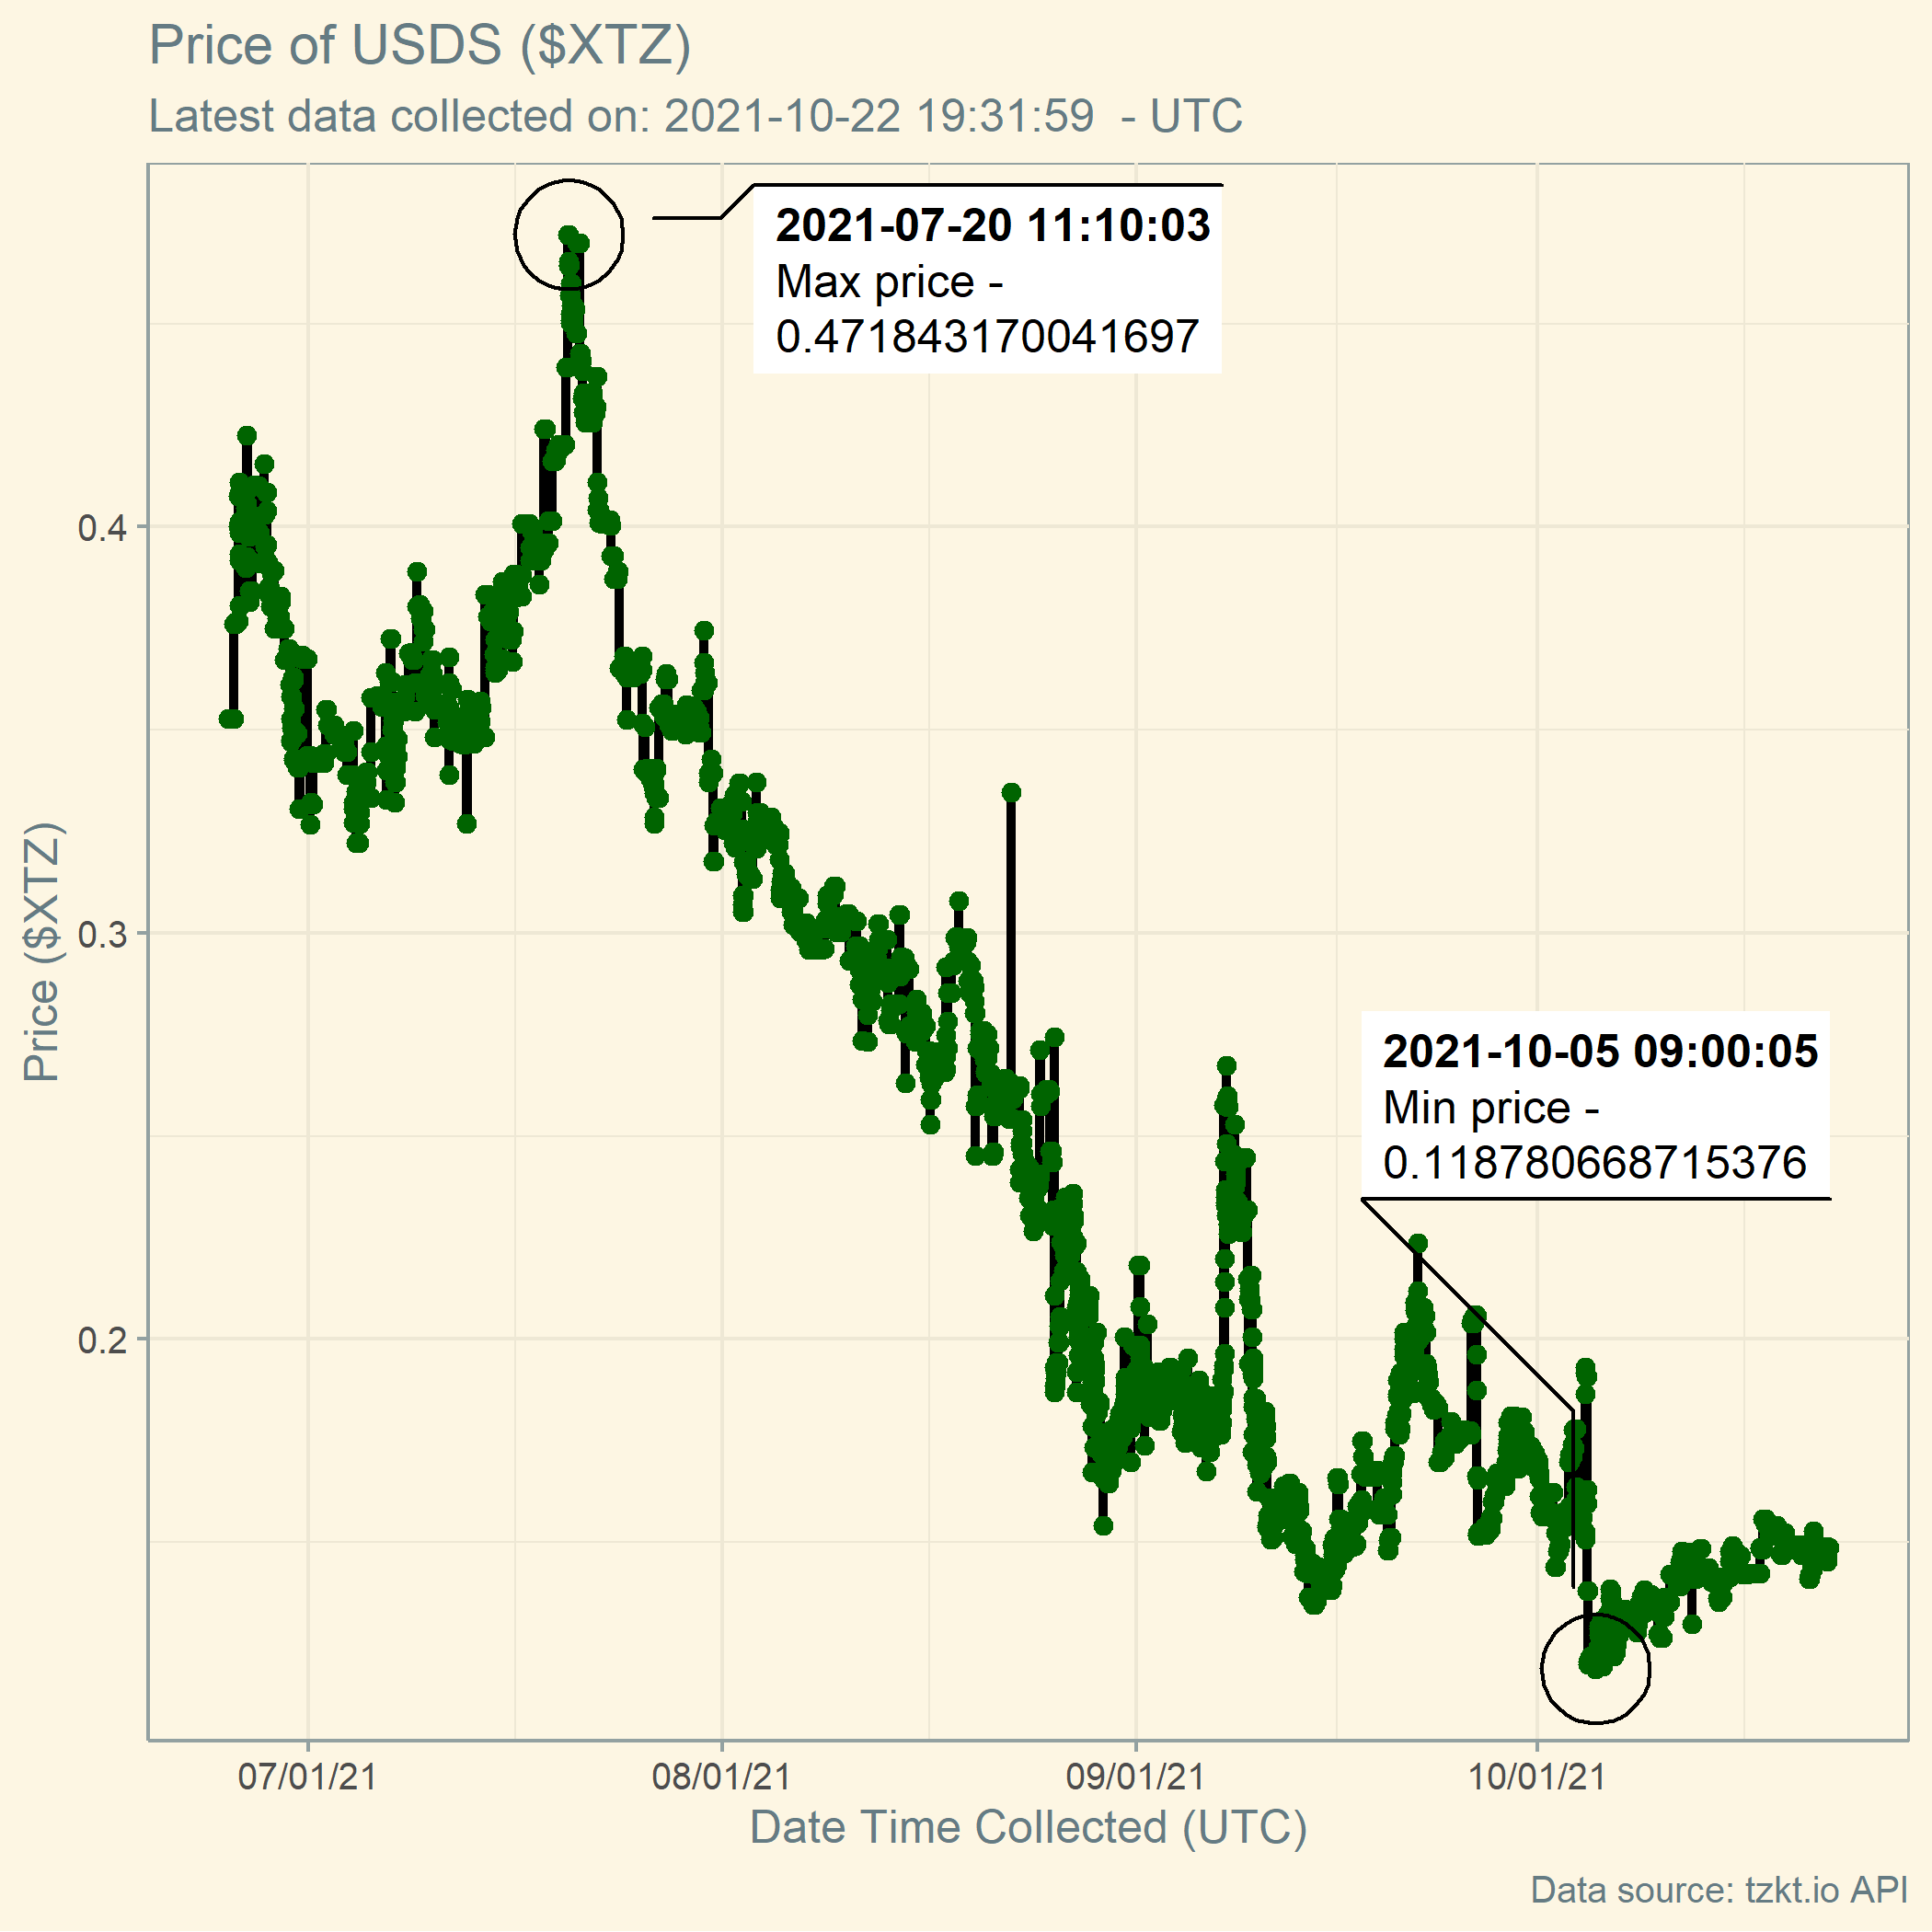 Price of USDS ($XTZ)
Latest data collected on: 2021-10-22 19:31:59  - UTC
2021-07-20 11:10:03
Max price -
0.471843170041697
0.4
0.3
0.2
Price ($XTZ)
2021-10-05 09:00:05
Min price -
0.118780668715376
07/01/21
08/01/21
09/01/21
10/01/21
Date Time Collected (UTC)
Data source: tzkt.io API